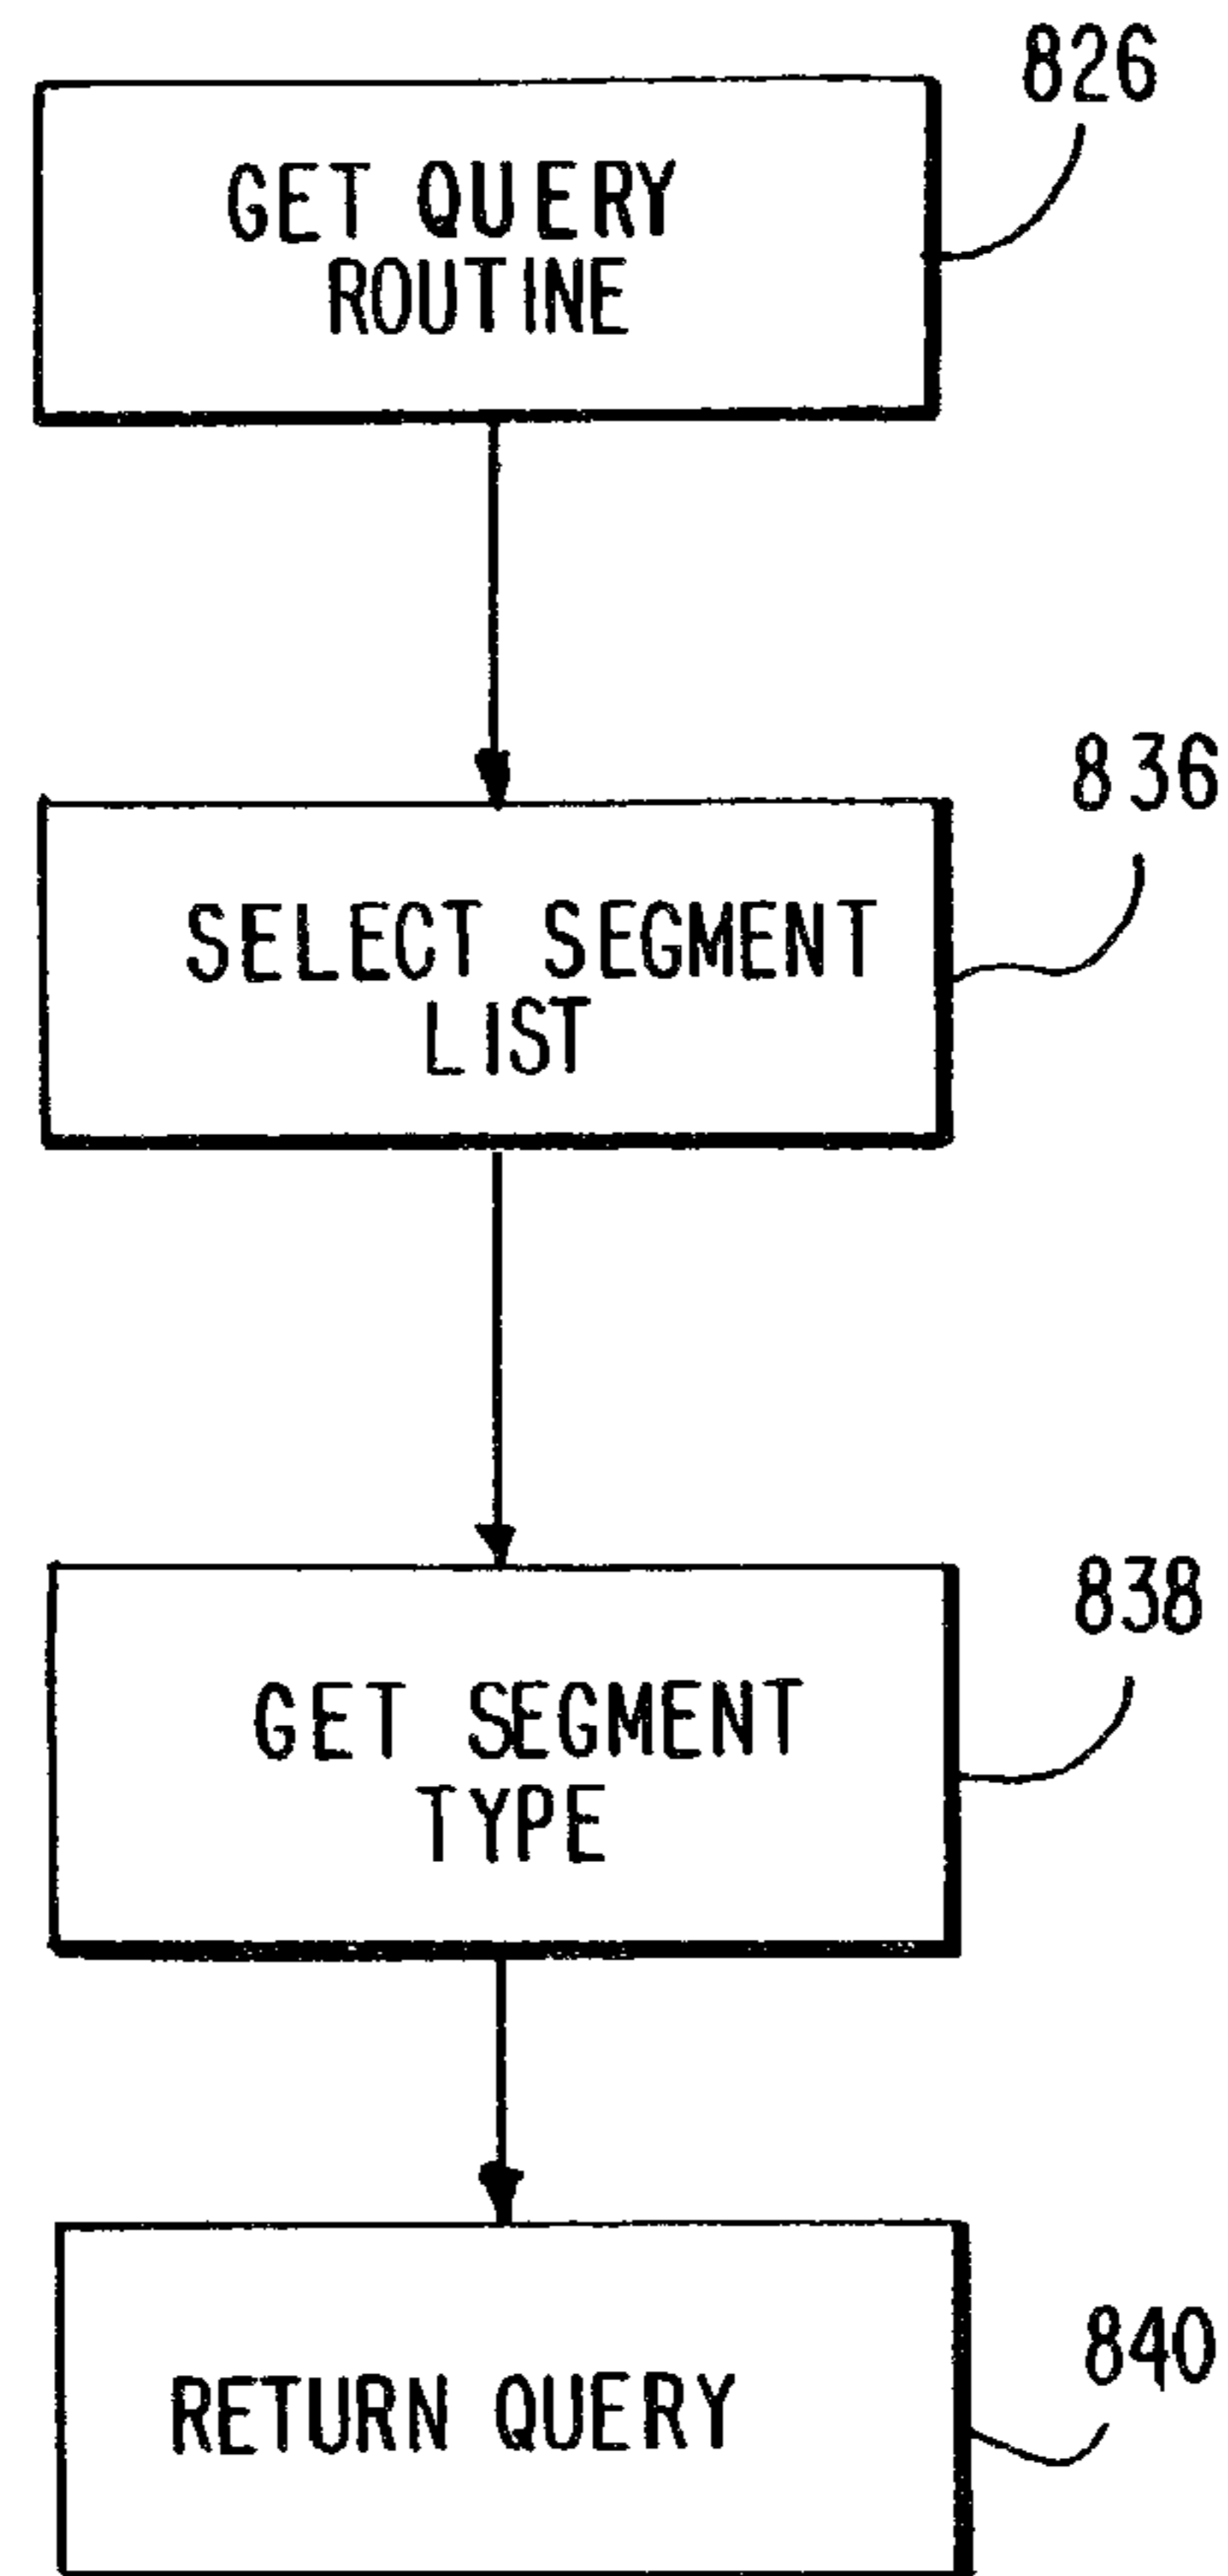 826
GET QUERY
ROUTINE
836
SELECT SEGMENT
LIST
838
GET SEGMENT
TYPE
840
RETURN QUERY